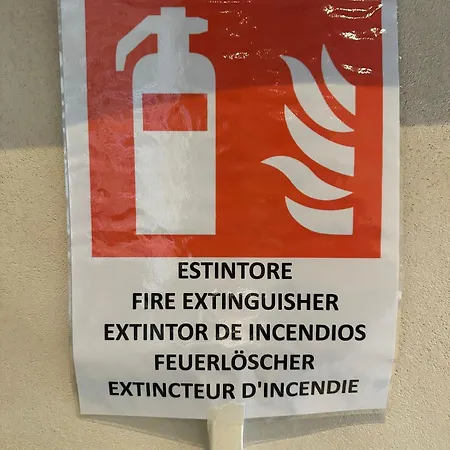 ESTINTORE
FIRE EXTINGUISHER
EXTINTOR DE INCENDIOS
FEUERLÖSCHER
EXTINCTEUR D'INCENDIE